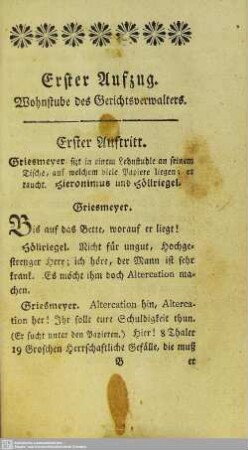 Erster Aufzug.
Wohnstube des Gerichtsverwalters.
Erster Auftritt.
Griesmeyer sizt in einem Lehnstuhle an seinem
Tische, auf welchem viele Papiere liegen; er
raucht. Hieronimus und Höllriegel.
Griesmeyer.
Bis auf das Bette, worauf er liegt!
Höllriegel. Nicht für ungut, Hochge-
strenger Herr; ich höre, der Mann ist sehr
krank. Es möcht ihm doch Altercation ma-
chen.
Griesmeyer. Altercation hin, Alterca-
tion her! Ihr sollt eure Schuldigkeit thun.
(Er sucht unter den Papieren.) Hier! 8 Thaler
19 Groschen Herrschaftliche Gefälle, die muß
B er